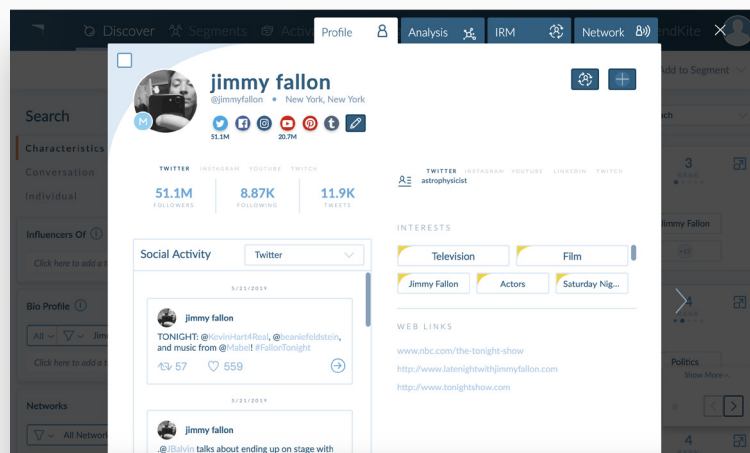 Discover
Segments
Profile
Analysis
IRM
Network
endKite
Add to Segment
jimmy fallon
@jimmyfallon • New York, New York
M
51.1M
20.7M
Search
Characteristics
Conversation
Individual
Influencers Of
Click here to add a t
Bio Profile
All
Jim
Click here to add a t
Networks
All Network
TWITTER INSTAGRAM YOUTUBE TWITCH
51.1M
FOLLOWERS
8.87K
FOLLOWING
11.9K
TWEETS
Social Activity
Twitter
5/21/2019
jimmy fallon
TONIGHT: @KevinHart4Real, @beaniefeldstein,
and music from @Mabel! #FallonTonight
57
559
5/21/2019
jimmy fallon
.@JBalvin talks about ending up on stage with
TWITTER INSTAGRAM YOUTUBE LINKEDIN TWITCH
astrophysicist
INTERESTS
Television
Film
Jimmy Fallon
Actors
Saturday Nig...
WEB LINKS
www.nbc.com/the-tonight-show
http://www.latenightwithjimmyfallon.com
http://www.tonightshow.com
3
Jimmy Fallon
4
Politics
Show More
4